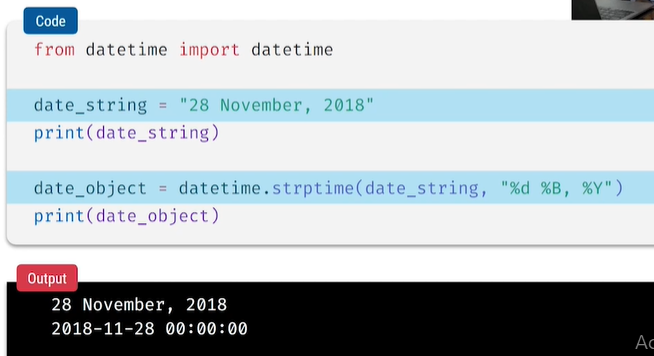 Code
from datetime import datetime
date_string = "28 November, 2018"
print(date_string)
date_object = datetime.strptime(date_string, "%d %B, %Y")
print(date_object)
Output
28 November, 2018
2018-11-28 00:00:00